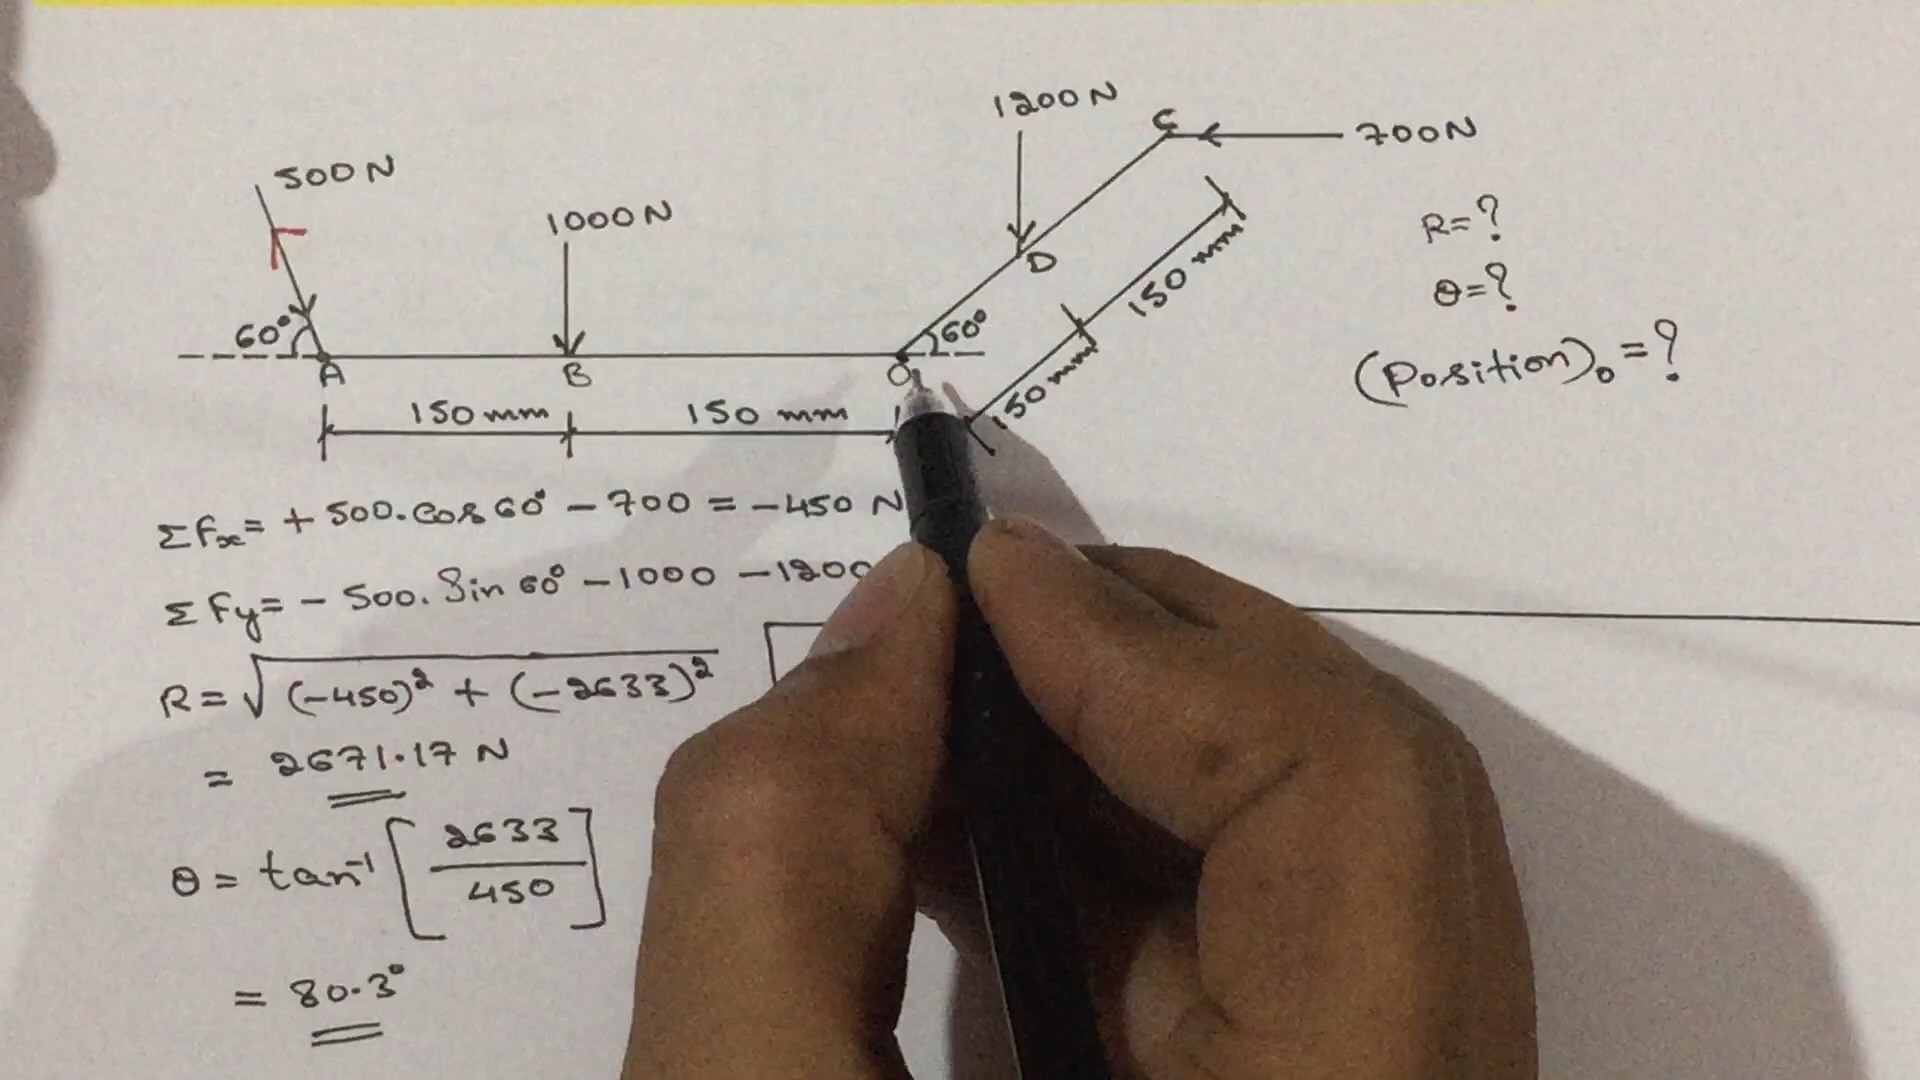 1200 N
C
700 N
500 N
1000 N
R = ?
D
θ = ?
150 mm
60°
60°
(Position)₀ = ?
A
B
O
150 mm
150 mm
150 mm
ΣFx = + 500.cos 60° - 700 = -450 N
ΣFy = - 500. Sin 60° - 1000 - 1200
R = √(-450)² + (-2633)²
= 2671.17 N
θ = tan⁻¹ [2633/450]
= 80.3°